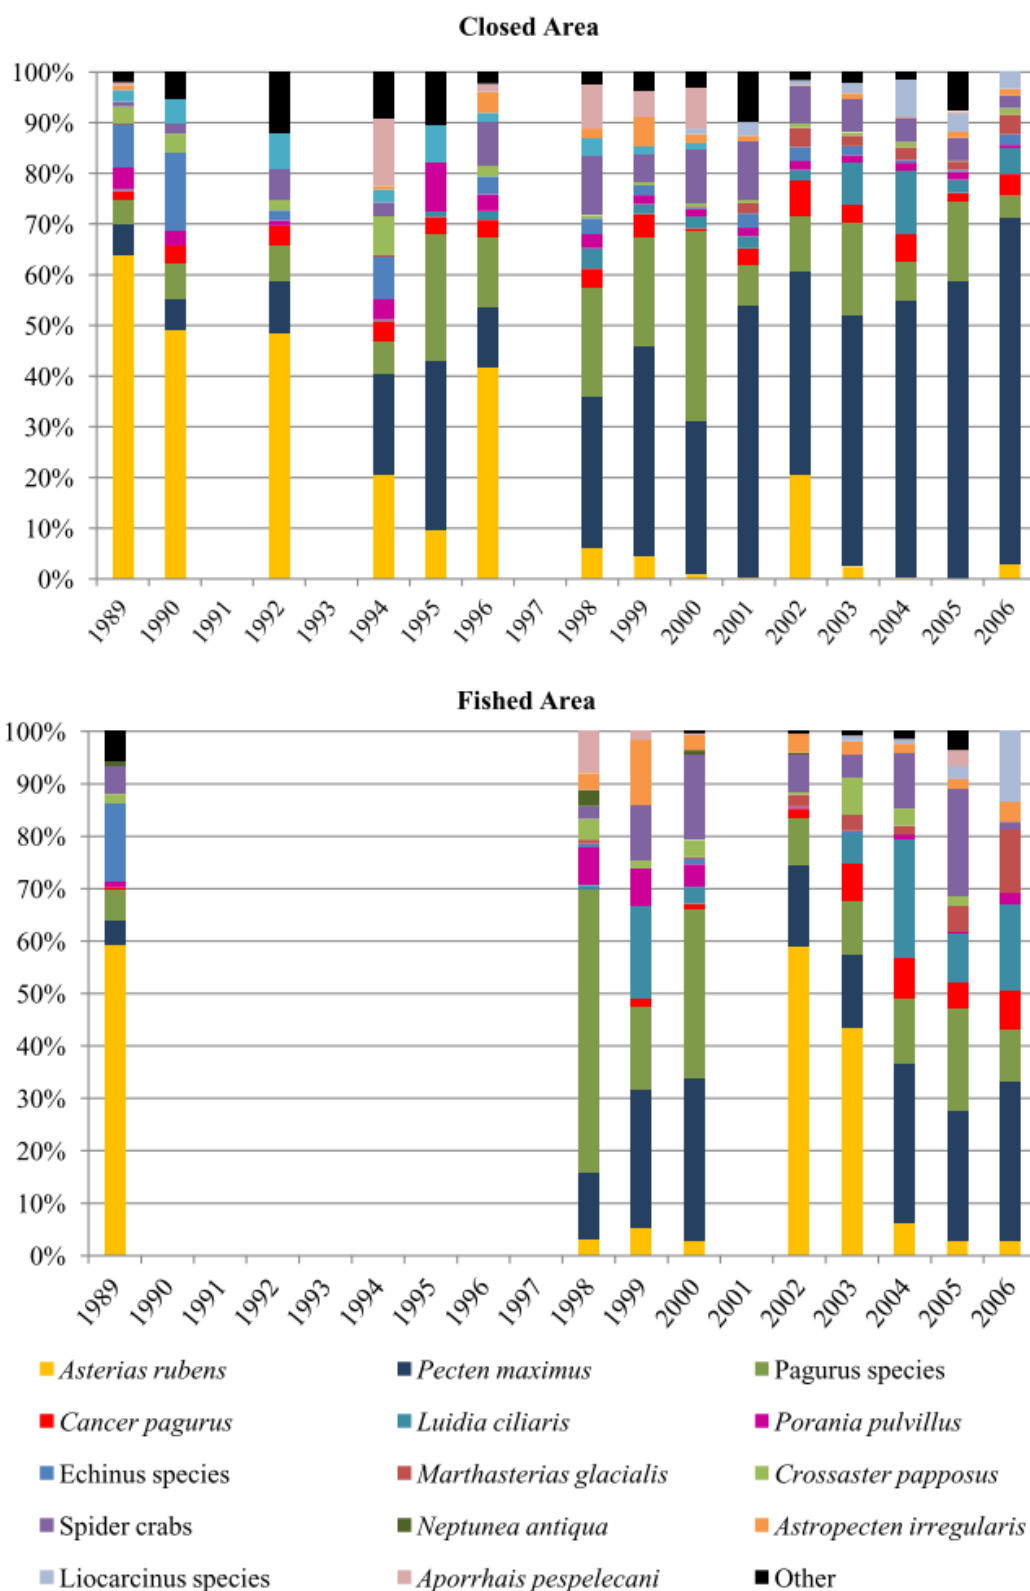 Closed Area
100%
90%
80%
70%
60%
50%
40%
30%
20%
10%
0%
1989 1990 1991 1992 1993 1994 1995 1996 1997 1998 1999 2000 2001 2002 2003 2004 2005 2006
Fished Area
100%
90%
80%
70%
60%
50%
40%
30%
20%
10%
0%
1989 1990 1991 1992 1993 1994 1995 1996 1997 1998 1999 2000 2001 2002 2003 2004 2005 2006
Asterias rubens Pecten maximus Pagurus species
Cancer pagurus Luidia ciliaris Porania pulvillus
Echinus species Marthasterias glacialis Crossaster papposus
Spider crabs Neptunea antiqua Astropecten irregularis
Liocarcinus species Aporrhais pespelecani Other